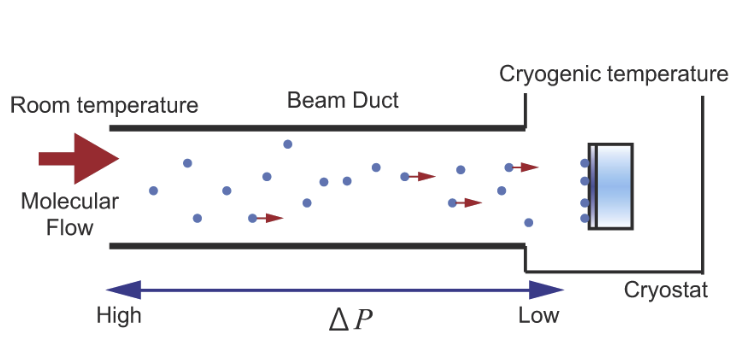 Cryogenic temperature
Room temperature
Beam Duct
Molecular
Flow
Cryostat
High
ΔP
Low